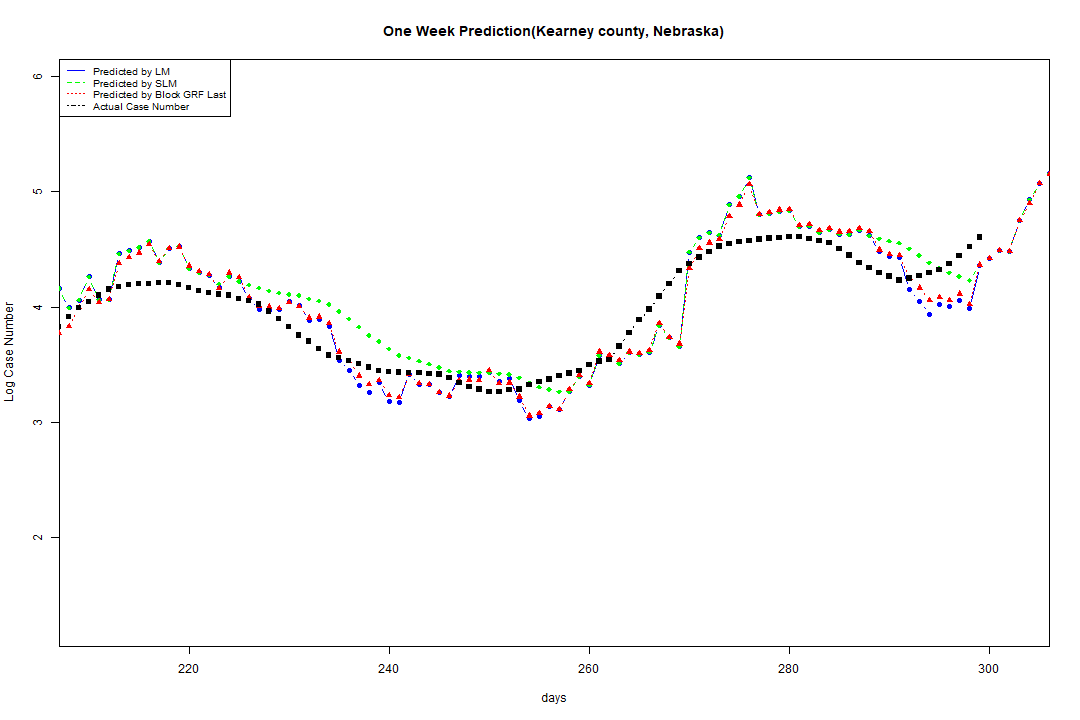 One Week Prediction(Kearney county, Nebraska)
Predicted by LM
Predicted by SLM
Predicted by Block GRF Last
Actual Case Number
6
5
4
3
2
Log Case Number
220 240 260 280 300
days